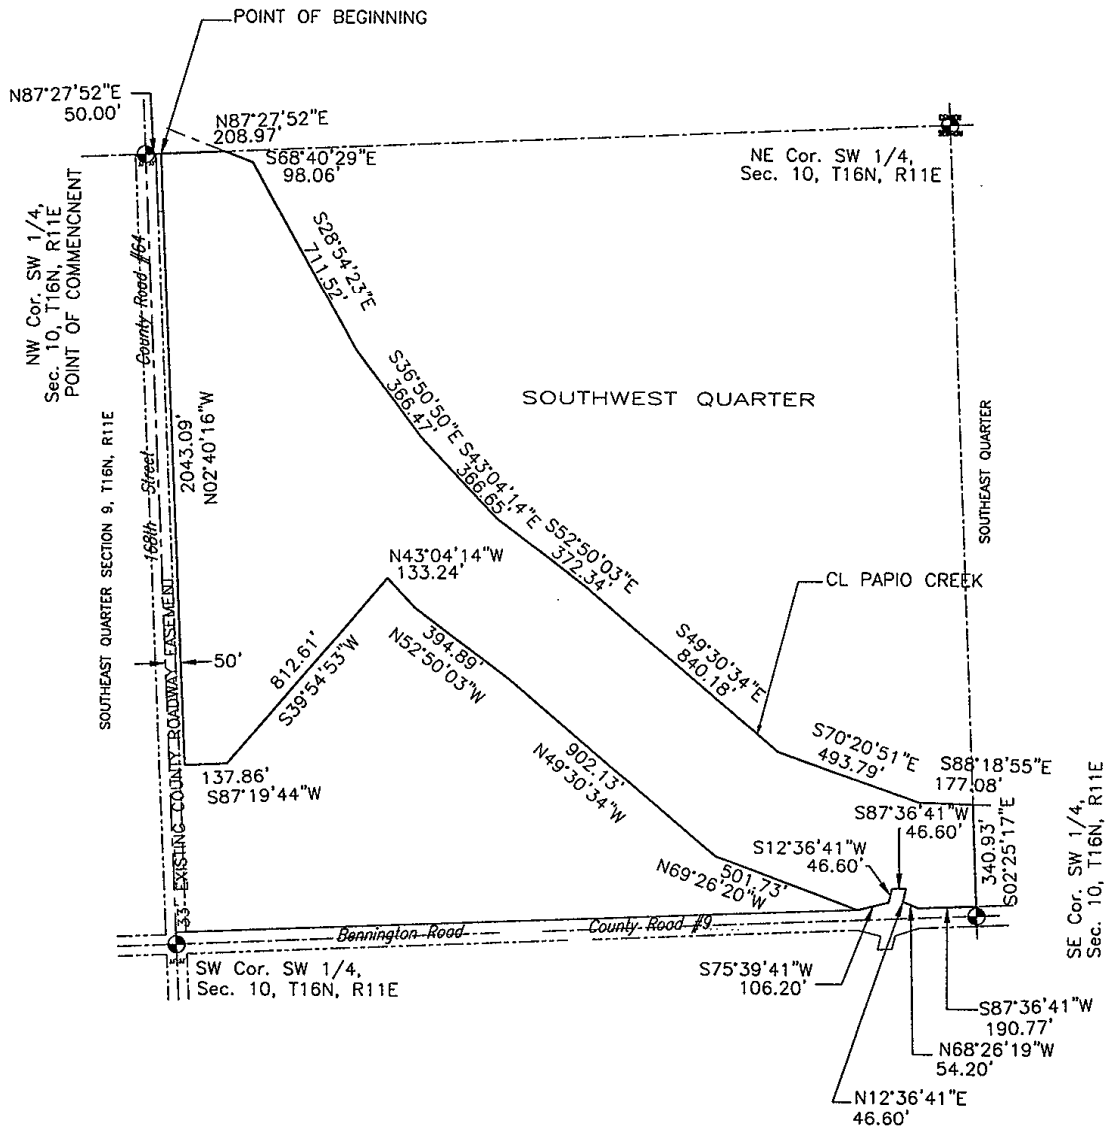 POINT OF BEGINNING
N87°27'52"E
50.00'
N87°27'52"E
208.97'
S68°40'29"E
98.06'
NE Cor. SW 1/4,
Sec. 10, T16N, R11E
NW Cor. SW 1/4,
Sec. 10, T16N, R11E
POINT OF COMMENCNENT
168th Street
County Road #64
S28°54'23"E
711.52'
S36°50'50"E
366.47'
S43°04'14"E
366.65'
S52°50'03"E
372.34'
SOUTHWEST QUARTER
SOUTHEAST QUARTER
SOUTHEAST QUARTER SECTION 9, T16N, R11E
2043.09'
N02°40'16"W
N43°04'14"W
133.24'
CL PAPIO CREEK
394.89'
N52°50'03"W
812.61'
S39°54'53"W
50'
S49°30'34"E
840.18'
33' EXISTING COUNTY ROADWAY EASEMENT
137.86'
S87°19'44"W
902.13'
N49°30'34"W
S70°20'51"E
493.79'
S88°18'55"E
177.08'
S87°36'41"W
46.60'
S12°36'41"W
46.60'
340.93'
S02°25'17"E
501.73'
N69°26'20"W
SE Cor. SW 1/4,
Sec. 10, T16N, R11E
Bennington Road
County Road #9
SW Cor. SW 1/4,
Sec. 10, T16N, R11E
S75°39'41"W
106.20'
S87°36'41"W
190.77'
N68°26'19"W
54.20'
N12°36'41"E
46.60'